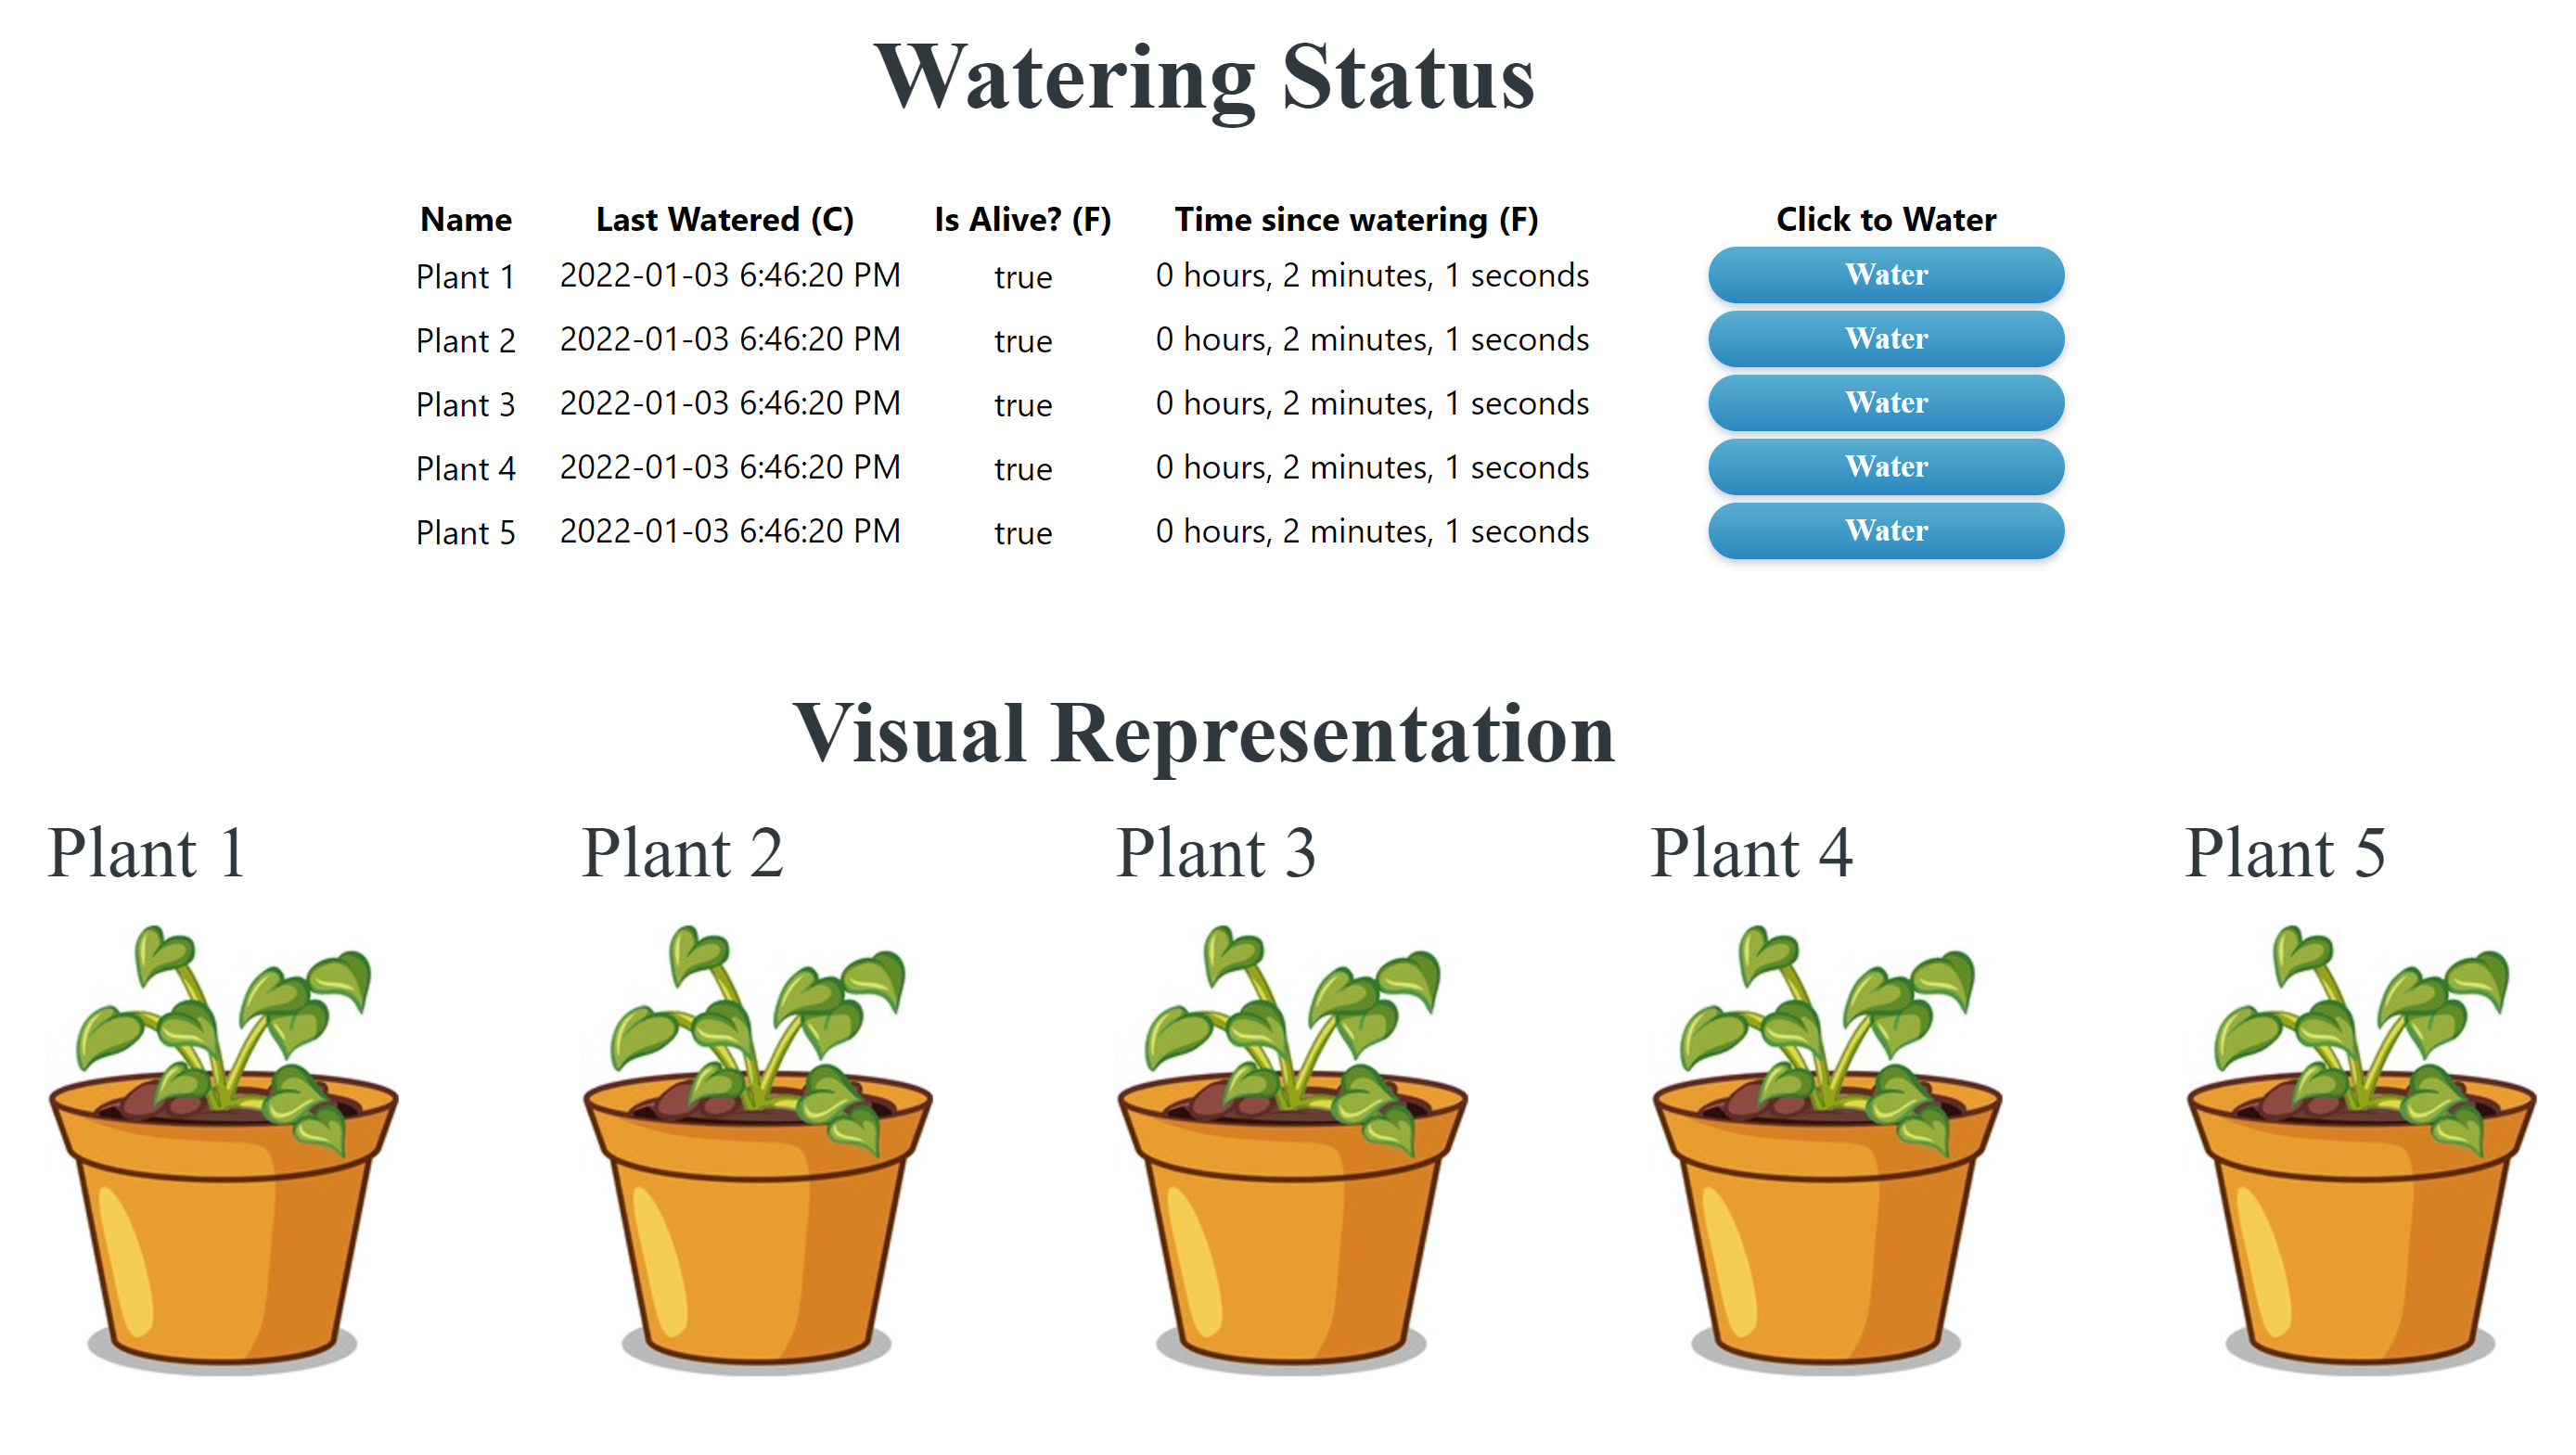 Watering Status
Name Last Watered (C) Is Alive? (F) Time since watering (F) Click to Water
Plant 1 2022-01-03 6:46:20 PM true 0 hours, 2 minutes, 1 seconds Water
Plant 2 2022-01-03 6:46:20 PM true 0 hours, 2 minutes, 1 seconds Water
Plant 3 2022-01-03 6:46:20 PM true 0 hours, 2 minutes, 1 seconds Water
Plant 4 2022-01-03 6:46:20 PM true 0 hours, 2 minutes, 1 seconds Water
Plant 5 2022-01-03 6:46:20 PM true 0 hours, 2 minutes, 1 seconds Water
Visual Representation
Plant 1 Plant 2 Plant 3 Plant 4 Plant 5